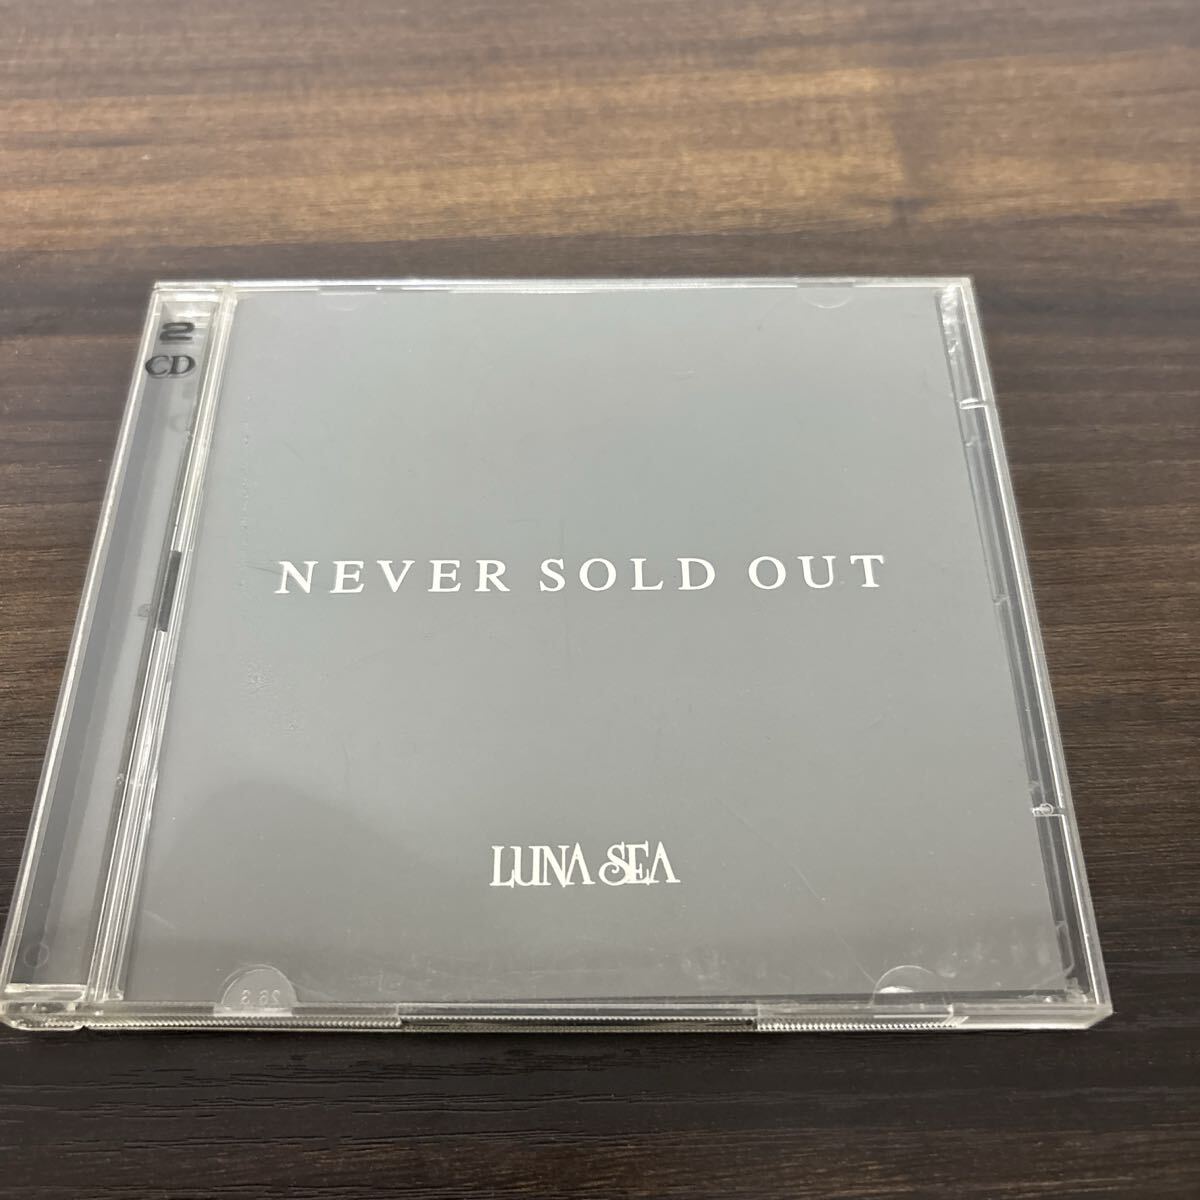 2
CD
NEVER SOLD OUT
LUNA SEA